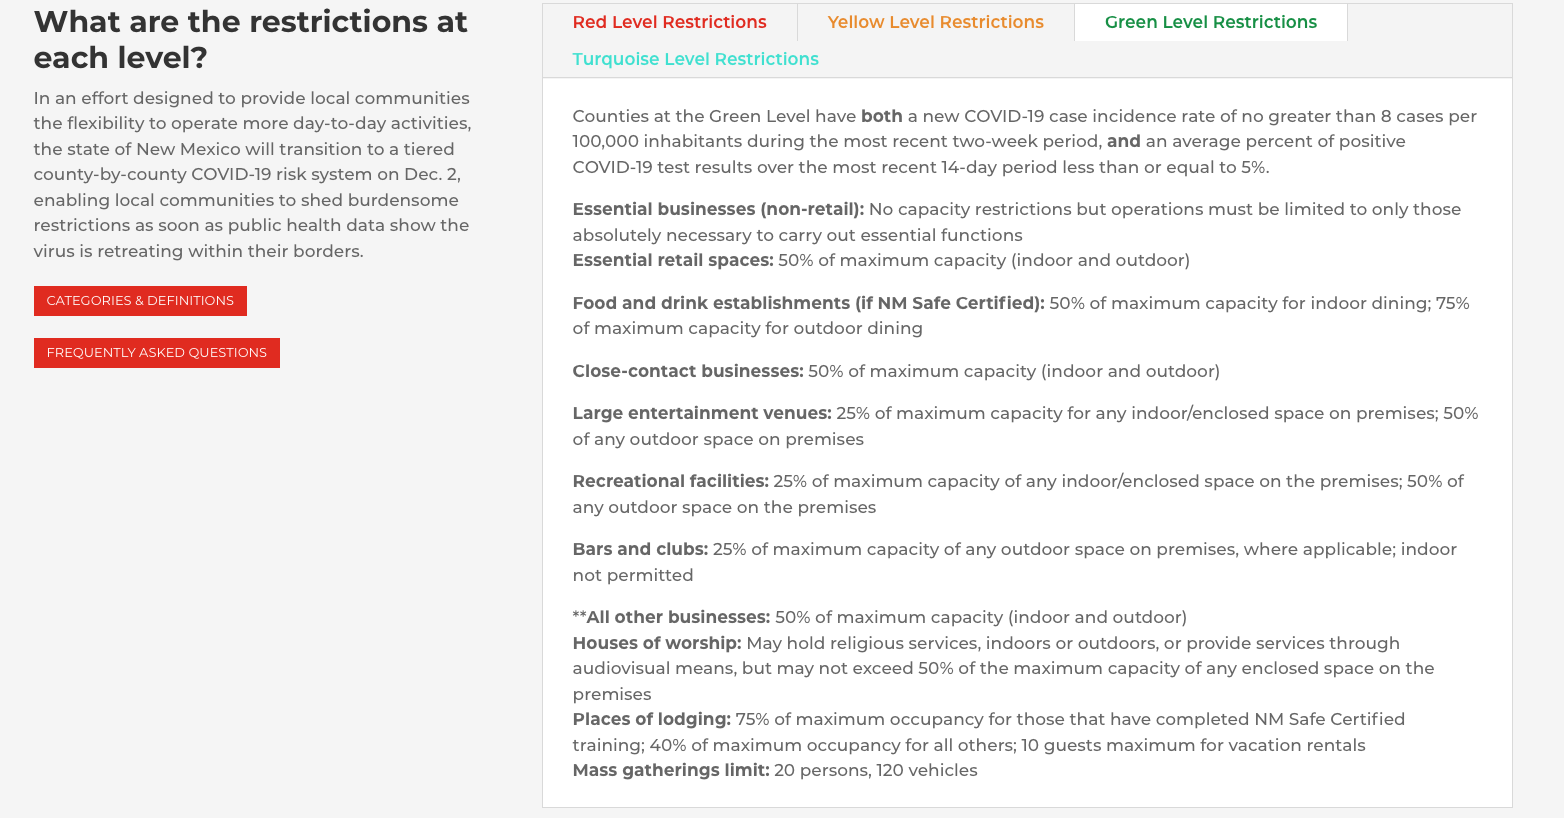 What are the restrictions at
each level?
In an effort designed to provide local communities
the flexibility to operate more day-to-day activities,
the state of New Mexico will transition to a tiered
county-by-county COVID-19 risk system on Dec. 2,
enabling local communities to shed burdensome
restrictions as soon as public health data show the
virus is retreating within their borders.
CATEGORIES & DEFINITIONS
FREQUENTLY ASKED QUESTIONS
Red Level Restrictions
Yellow Level Restrictions
Green Level Restrictions
Turquoise Level Restrictions
Counties at the Green Level have both a new COVID-19 case incidence rate of no greater than 8 cases per
100,000 inhabitants during the most recent two-week period, and an average percent of positive
COVID-19 test results over the most recent 14-day period less than or equal to 5%.
Essential businesses (non-retail): No capacity restrictions but operations must be limited to only those
absolutely necessary to carry out essential functions
Essential retail spaces: 50% of maximum capacity (indoor and outdoor)
Food and drink establishments (if NM Safe Certified): 50% of maximum capacity for indoor dining; 75%
of maximum capacity for outdoor dining
Close-contact businesses: 50% of maximum capacity (indoor and outdoor)
Large entertainment venues: 25% of maximum capacity for any indoor/enclosed space on premises; 50%
of any outdoor space on premises
Recreational facilities: 25% of maximum capacity of any indoor/enclosed space on the premises; 50% of
any outdoor space on the premises
Bars and clubs: 25% of maximum capacity of any outdoor space on premises, where applicable; indoor
not permitted
**All other businesses: 50% of maximum capacity (indoor and outdoor)
Houses of worship: May hold religious services, indoors or outdoors, or provide services through
audiovisual means, but may not exceed 50% of the maximum capacity of any enclosed space on the
premises
Places of lodging: 75% of maximum occupancy for those that have completed NM Safe Certified
training; 40% of maximum occupancy for all others; 10 guests maximum for vacation rentals
Mass gatherings limit: 20 persons, 120 vehicles